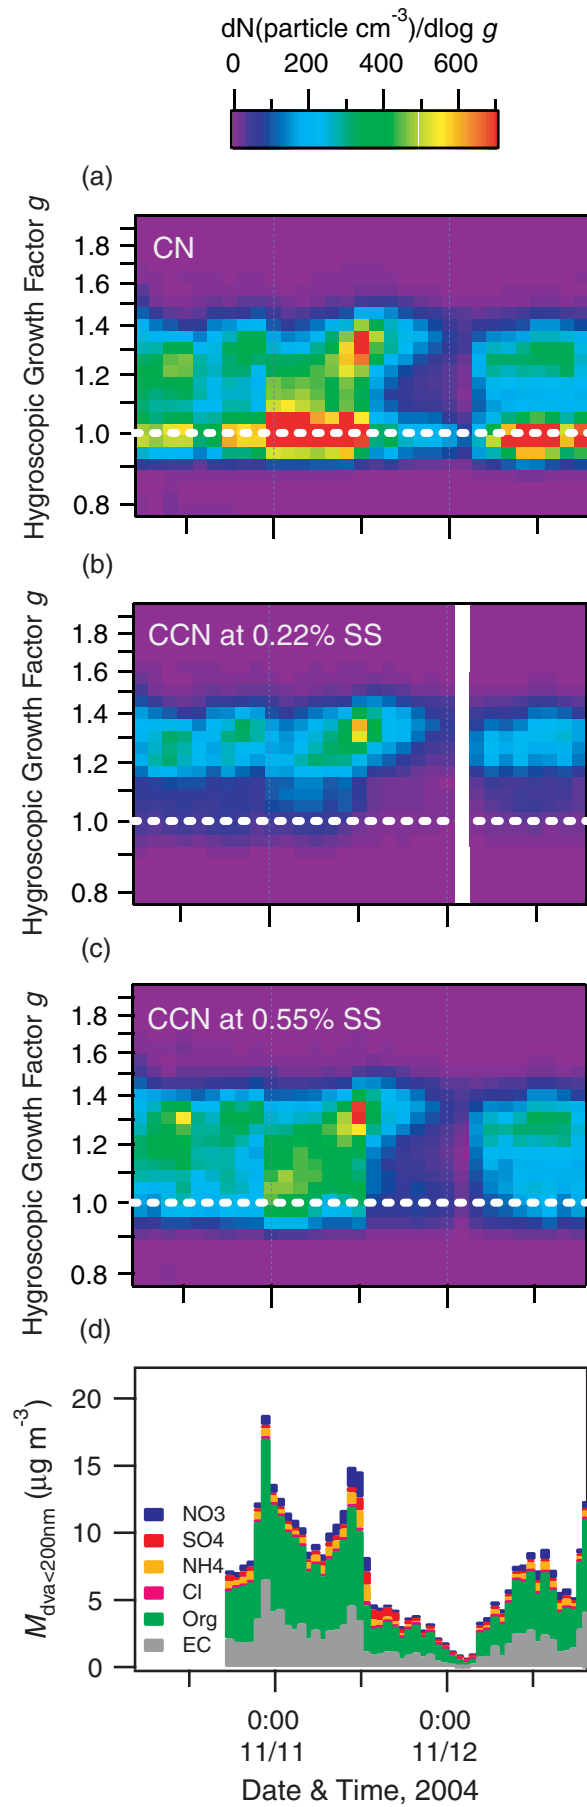 dN(particle cm-3)/dlog g
0 200 400 600
(a)
CN
Hygroscopic Growth Factor g
1.8
1.6
1.4
1.2
1.0
0.8
(b)
CCN at 0.22% SS
Hygroscopic Growth Factor g
1.8
1.6
1.4
1.2
1.0
0.8
(c)
CCN at 0.55% SS
Hygroscopic Growth Factor g
1.8
1.6
1.4
1.2
1.0
0.8
(d)
Mdva<200nm (μg m-3)
20
15
10
5
0
NO3
SO4
NH4
Cl
Org
EC
0:00 0:00
11/11 11/12
Date & Time, 2004